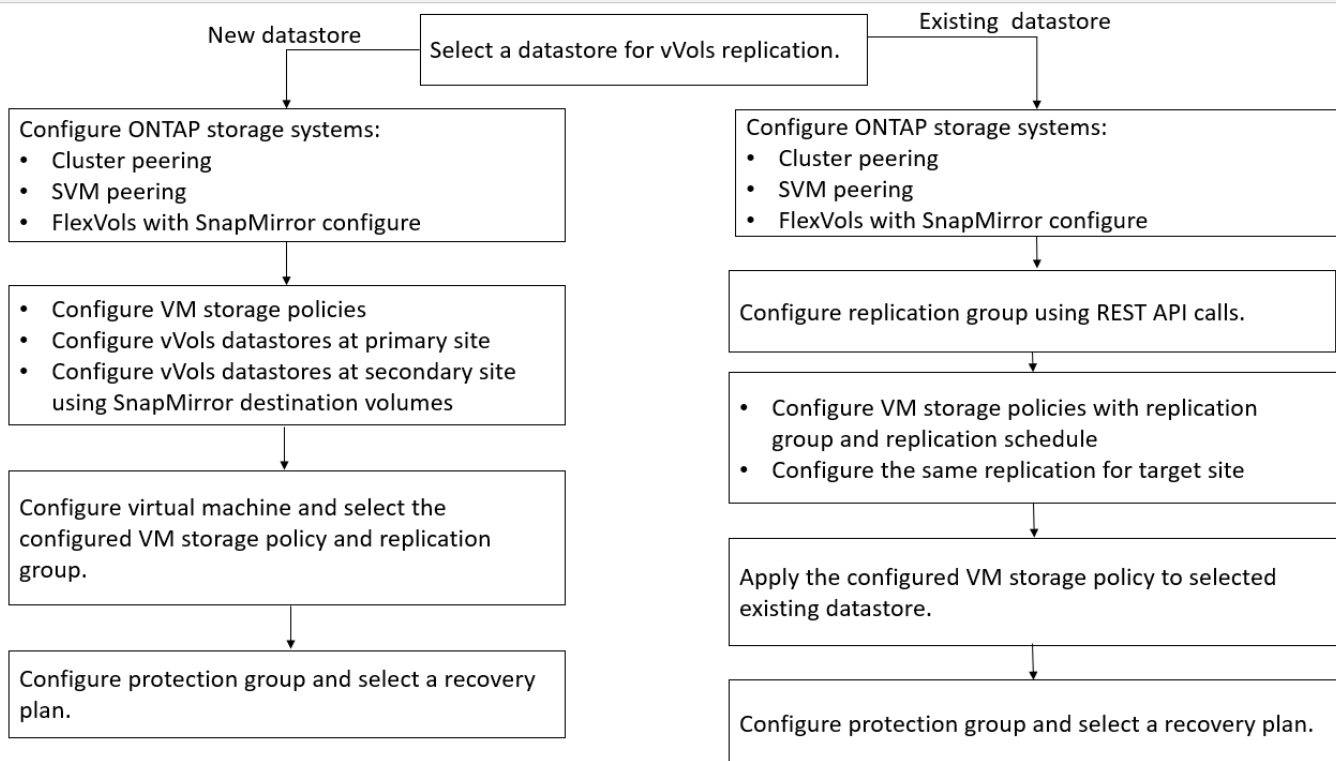 New datastore
Select a datastore for vVols replication.
Existing datastore
Configure ONTAP storage systems:
• Cluster peering
• SVM peering
• FlexVols with SnapMirror configure
• Configure VM storage policies
• Configure vVols datastores at primary site
• Configure vVols datastores at secondary site
using SnapMirror destination volumes
Configure virtual machine and select the
configured VM storage policy and replication
group.
Configure protection group and select a recovery
plan.
Configure ONTAP storage systems:
• Cluster peering
• SVM peering
• FlexVols with SnapMirror configure
Configure replication group using REST API calls.
• Configure VM storage policies with replication
group and replication schedule
• Configure the same replication for target site
Apply the configured VM storage policy to selected
existing datastore.
Configure protection group and select a recovery plan.